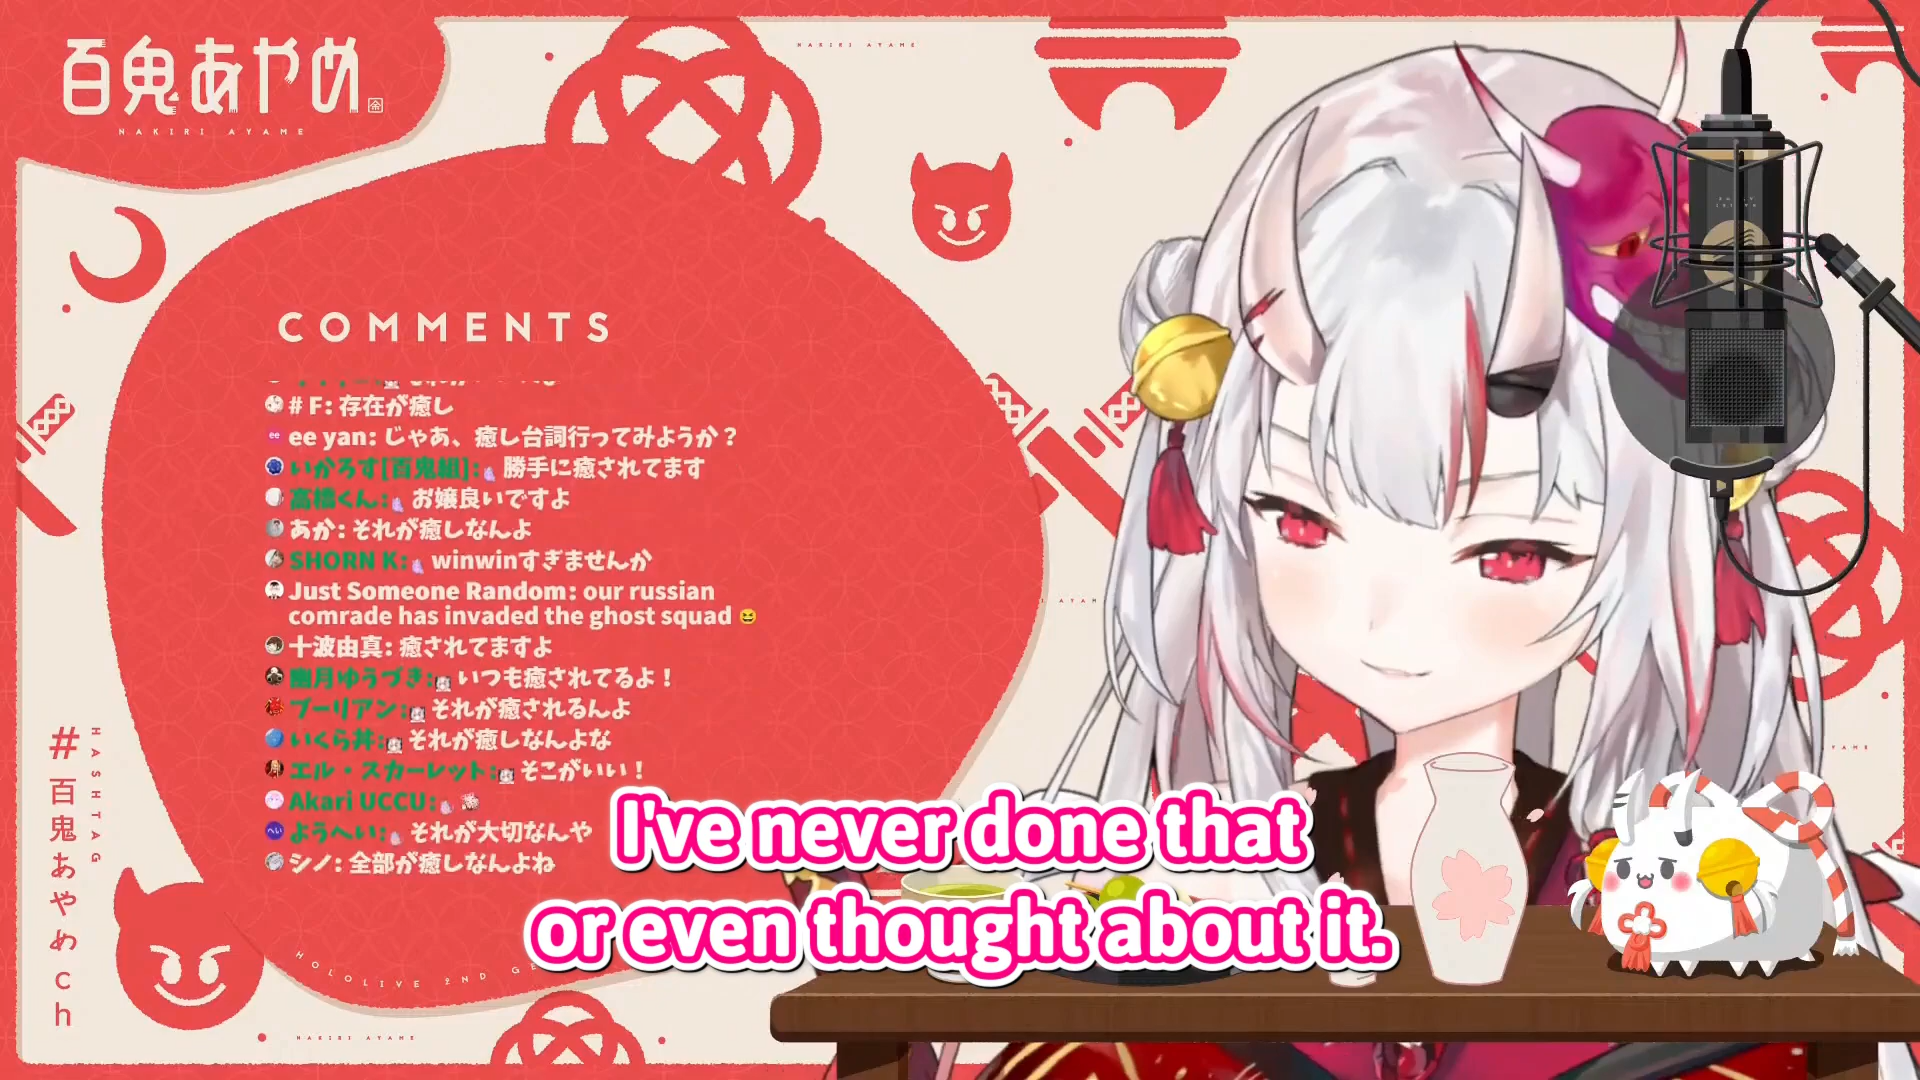 百鬼あやめ
NAKIRI AYAME
NAKIRI AYAME
COMMENTS
# F: 存在が癒し
ee yan: じゃあ、癒し台詞行ってみようか？
いかろす[百鬼組]: 勝手に癒されてます
高橋くん: お嬢良いですよ
あか: それが癒しなんよ
SHORN K: winwinすぎませんか
Just Someone Random: our russian
comrade has invaded the ghost squad
十波由真: 癒されてますよ
幽月ゆうづき: いつも癒されてるよ！
ブーリアン: それが癒されるんよ
いくら丼: それが癒しなんよな
エル・スカーレット: そこがいい！
Akari UCCU:
ようへい: それが大切なんや
シノ: 全部が癒しなんよね
HASHTAG
#百鬼あやめch
I've never done that
or even thought about it.
HOLOLIVE 2ND GE
NAKIRI AYAME